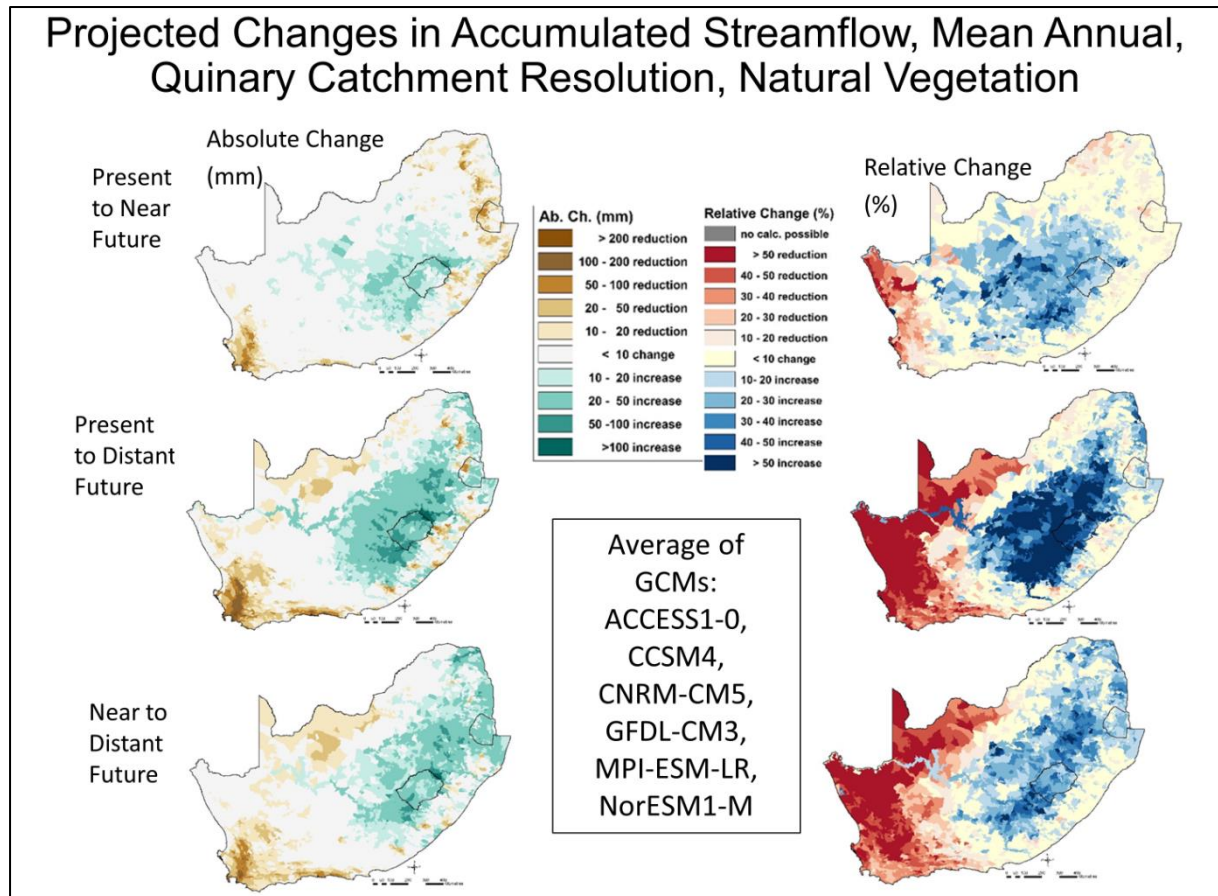 Projected Changes in Accumulated Streamflow, Mean Annual,
Quinary Catchment Resolution, Natural Vegetation
Absolute Change
(mm)
Present
to Near
Future
Relative Change
(%)
Ab. Ch. (mm)
> 200 reduction
100 - 200 reduction
50 - 100 reduction
20 - 50 reduction
10 - 20 reduction
< 10 change
10 - 20 increase
20 - 50 increase
50 -100 increase
>100 increase
Relative Change (%)
no calc. possible
> 50 reduction
40 - 50 reduction
30 - 40 reduction
20 - 30 reduction
10 - 20 reduction
< 10 change
10- 20 increase
20 - 30 increase
30 - 40 increase
40 - 50 increase
> 50 increase
Present
to Distant
Future
Average of
GCMs:
ACCESS1-0,
CCSM4,
CNRM-CM5,
GFDL-CM3,
MPI-ESM-LR,
NorESM1-M
Near to
Distant
Future